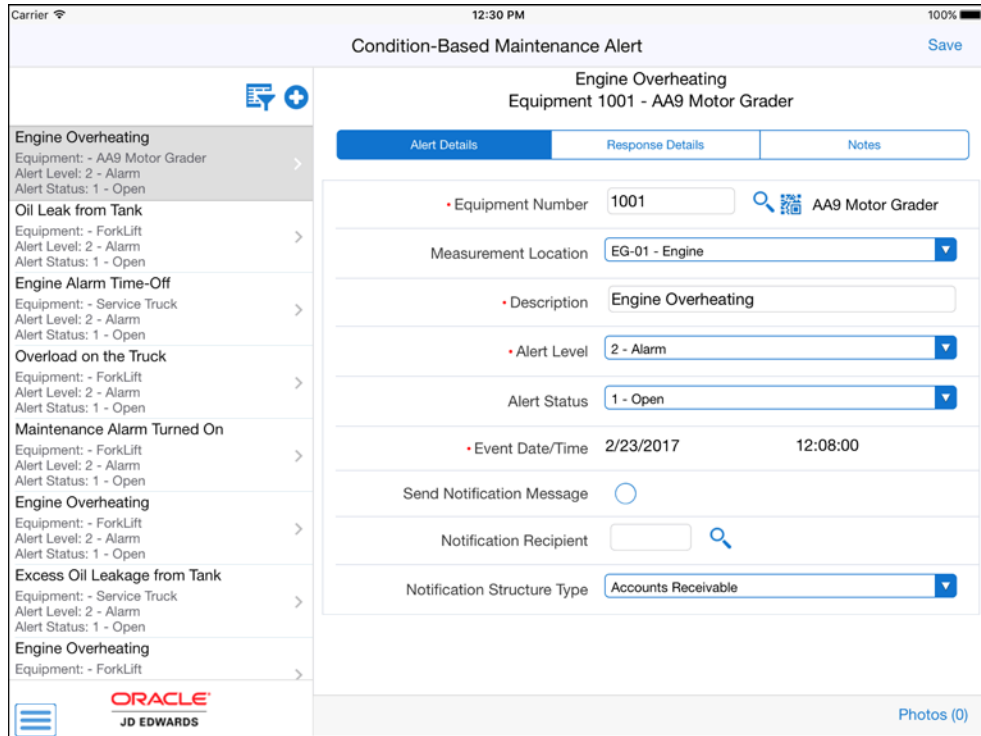 Carrier 12:30 PM 100%
Condition-Based Maintenance Alert Save
Engine Overheating
Equipment: - AA9 Motor Grader
Alert Level: 2 - Alarm
Alert Status: 1 - Open
Oil Leak from Tank
Equipment: - ForkLift
Alert Level: 2 - Alarm
Alert Status: 1 - Open
Engine Alarm Time-Off
Equipment: - Service Truck
Alert Level: 2 - Alarm
Alert Status: 1 - Open
Overload on the Truck
Equipment: - ForkLift
Alert Level: 2 - Alarm
Alert Status: 1 - Open
Maintenance Alarm Turned On
Equipment: - ForkLift
Alert Level: 2 - Alarm
Alert Status: 1 - Open
Engine Overheating
Equipment: - ForkLift
Alert Level: 2 - Alarm
Alert Status: 1 - Open
Excess Oil Leakage from Tank
Equipment: - Service Truck
Alert Level: 2 - Alarm
Alert Status: 1 - Open
Engine Overheating
Equipment: - ForkLift
ORACLE
JD EDWARDS
Engine Overheating
Equipment 1001 - AA9 Motor Grader
Alert Details Response Details Notes
• Equipment Number 1001 AA9 Motor Grader
Measurement Location EG-01 - Engine
• Description Engine Overheating
• Alert Level 2 - Alarm
Alert Status 1 - Open
• Event Date/Time 2/23/2017 12:08:00
Send Notification Message
Notification Recipient
Notification Structure Type Accounts Receivable
Photos (0)